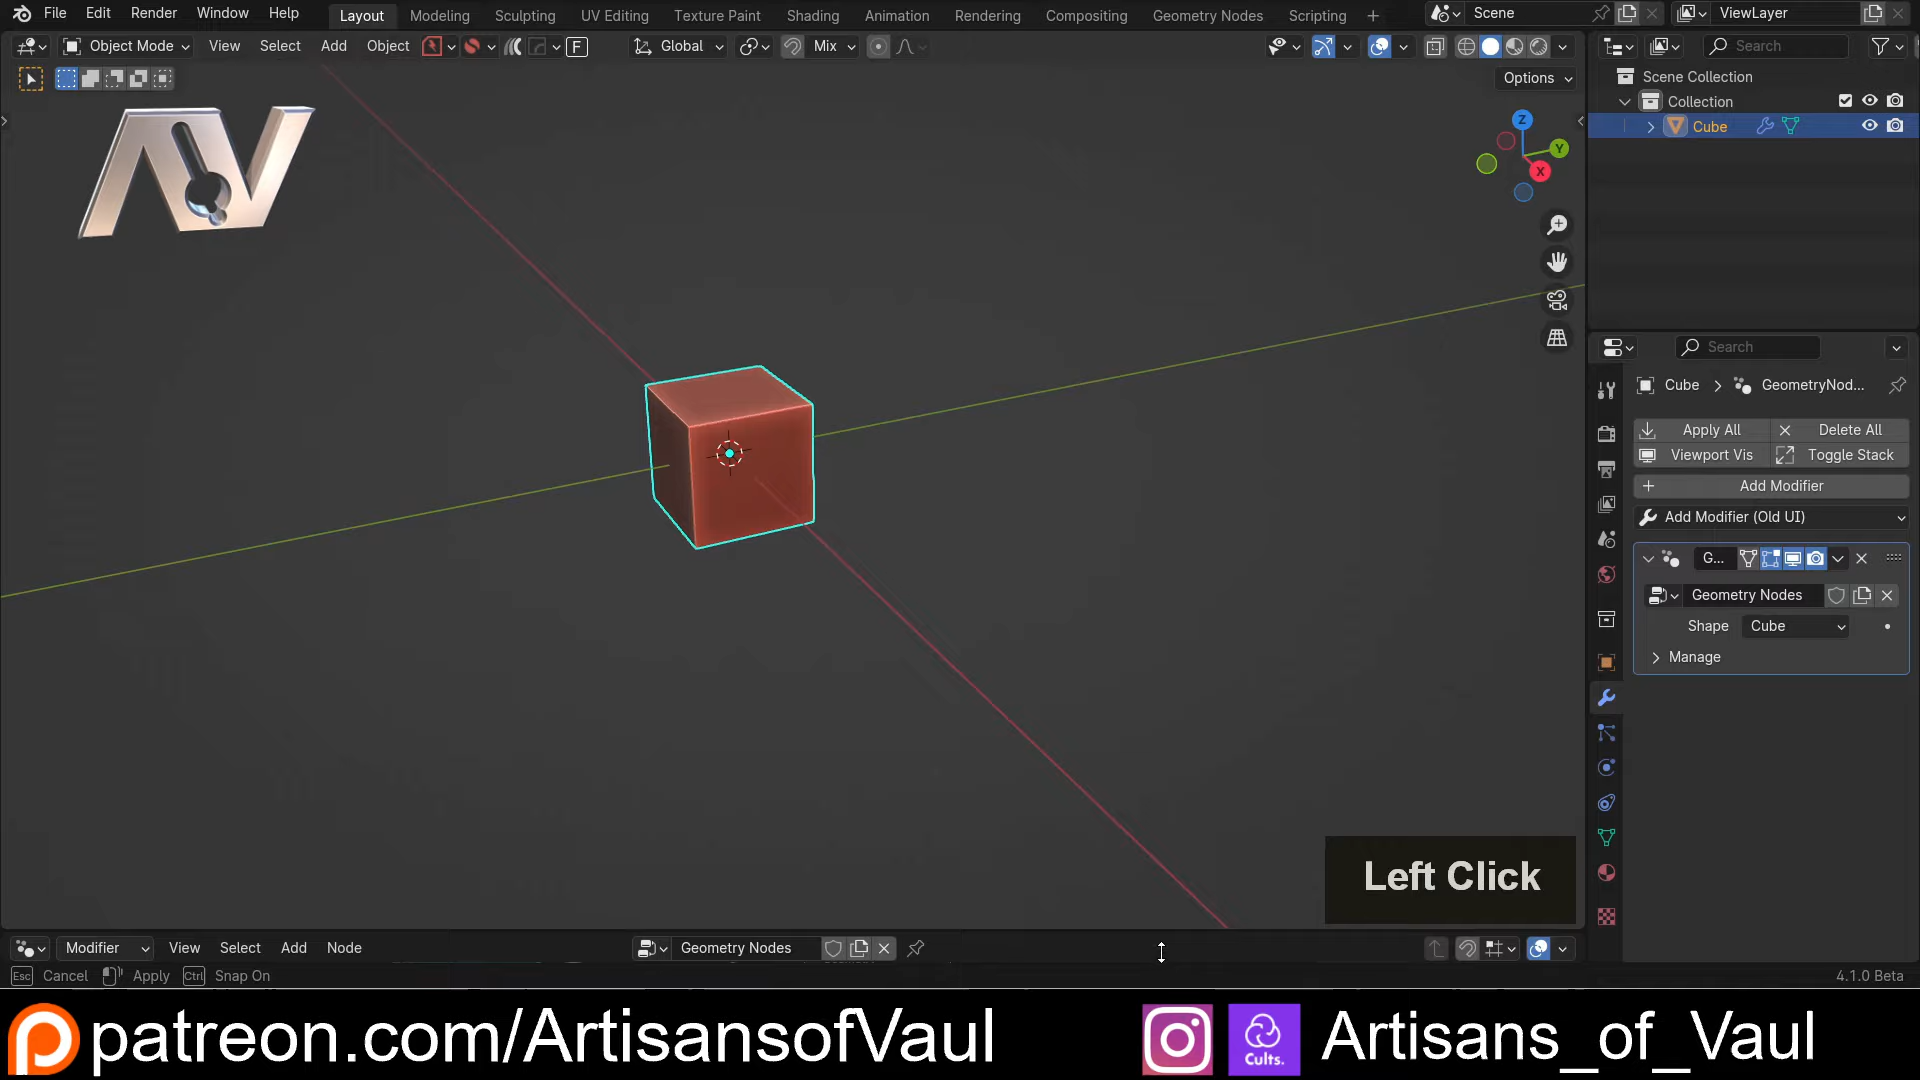 File Edit Render Window Help Layout Modeling Sculpting UV Editing Texture Paint Shading Animation Rendering Compositing Geometry Nodes Scripting + Scene ViewLayer
Object Mode View Select Add Object F Global Mix Search
Options
Scene Collection
Collection
Cube
Z
Y
X
AV
Search
Cube > GeometryNod...
Apply All Delete All
Viewport Vis Toggle Stack
Add Modifier
Add Modifier (Old UI)
G...
Geometry Nodes
Shape Cube
Manage
Left Click
Modifier View Select Add Node Geometry Nodes
Esc Cancel Apply Ctrl Snap On 4.1.0 Beta
patreon.com/ArtisansofVaul Cults. Artisans_of_Vaul